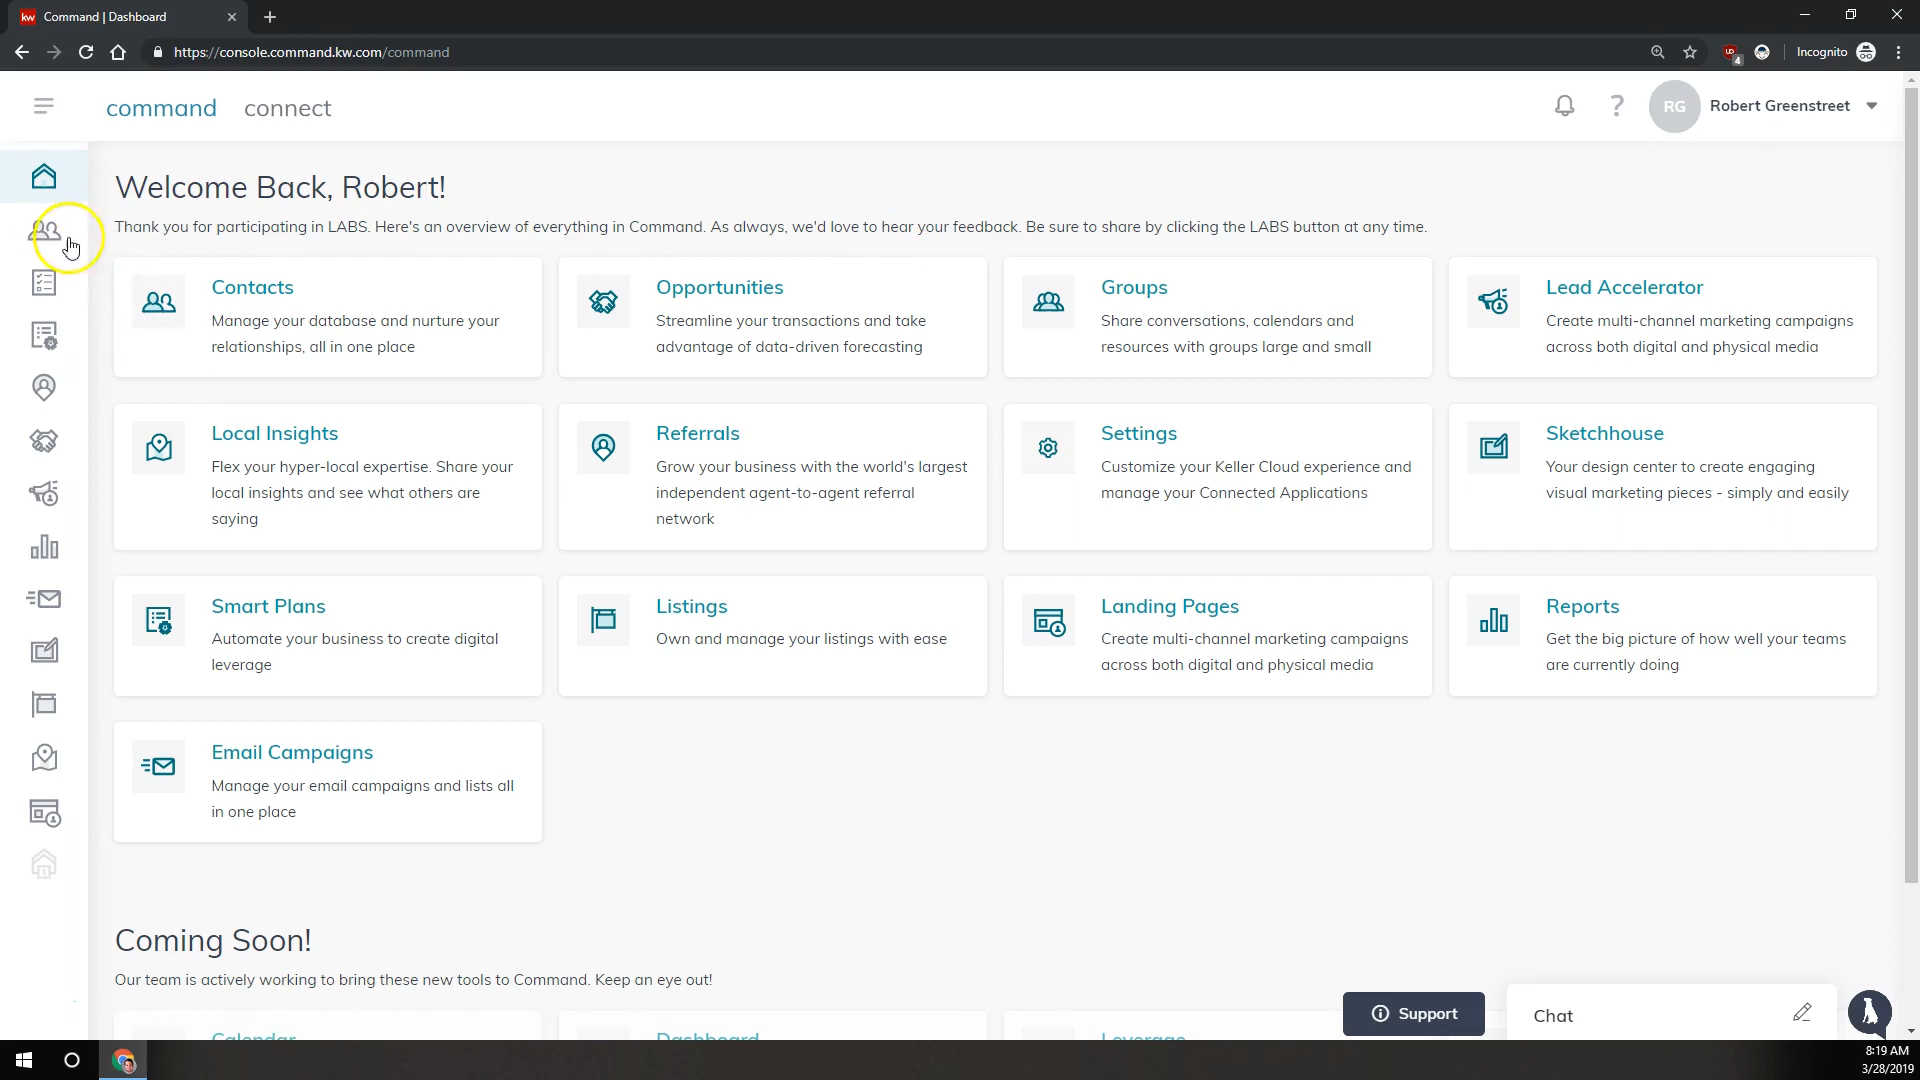 kw Command | Dashboard
https://console.command.kw.com/command
UD 4 Incognito
command connect
? RG Robert Greenstreet
Welcome Back, Robert!
Thank you for participating in LABS. Here's an overview of everything in Command. As always, we'd love to hear your feedback. Be sure to share by clicking the LABS button at any time.
Contacts
Manage your database and nurture your
relationships, all in one place
Opportunities
Streamline your transactions and take
advantage of data-driven forecasting
Groups
Share conversations, calendars and
resources with groups large and small
Lead Accelerator
Create multi-channel marketing campaigns
across both digital and physical media
Local Insights
Flex your hyper-local expertise. Share your
local insights and see what others are
saying
Referrals
Grow your business with the world's largest
independent agent-to-agent referral
network
Settings
Customize your Keller Cloud experience and
manage your Connected Applications
Sketchhouse
Your design center to create engaging
visual marketing pieces - simply and easily
Smart Plans
Automate your business to create digital
leverage
Listings
Own and manage your listings with ease
Landing Pages
Create multi-channel marketing campaigns
across both digital and physical media
Reports
Get the big picture of how well your teams
are currently doing
Email Campaigns
Manage your email campaigns and lists all
in one place
Coming Soon!
Our team is actively working to bring these new tools to Command. Keep an eye out!
Calendar
Dashboard
Leverage
Support
Chat
8:19 AM
3/28/2019